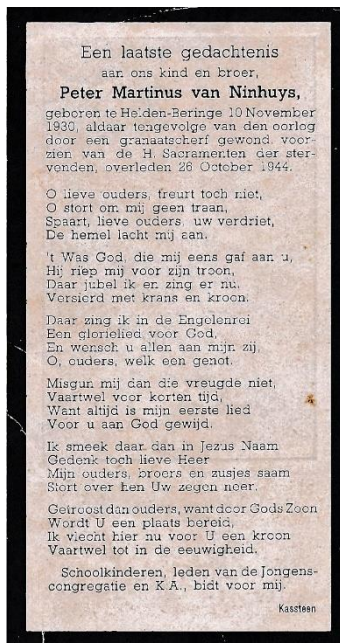 Een laatste gedachtenis
aan ons kind en broer,
Peter Martinus van Ninhuys,
geboren te Helden-Beringe 10 November
1930, aldaar tengevolge van den oorlog
door een granaatscherf gewond, voor-
zien van de H. Sacramenten der ster-
venden, overleden 26 October 1944.
O lieve ouders, treurt toch niet,
O stort om mij geen traan,
Spaart, lieve ouders, uw verdriet,
De hemel lacht mij aan.
't Was God, die mij eens gaf aan u,
Hij riep mij voor zijn troon,
Daar jubel ik en zing er nu,
Versierd met krans en kroon.
Daar zing ik in de Engelenrei
Een glorielied voor God,
En wensch u allen aan mijn zij,
O, ouders, welk een genot.
Misgun mij dan die vreugde niet,
Vaartwel voor korten tijd,
Want altijd is mijn eerste lied
Voor u aan God gewijd.
Ik smeek daar dan in Jezus Naam
Gedenk toch lieve Heer
Mijn ouders, broers en zusjes saam
Stort over hen Uw zegen neer.
Getroost dan ouders, want door Gods Zoon
Wordt U een plaats bereid,
Ik vlecht hier nu voor U een kroon
Vaartwel tot in de eeuwigheid.
Schoolkinderen, leden van de Jongens-
congregatie en K.A., bidt voor mij.
Kassteen